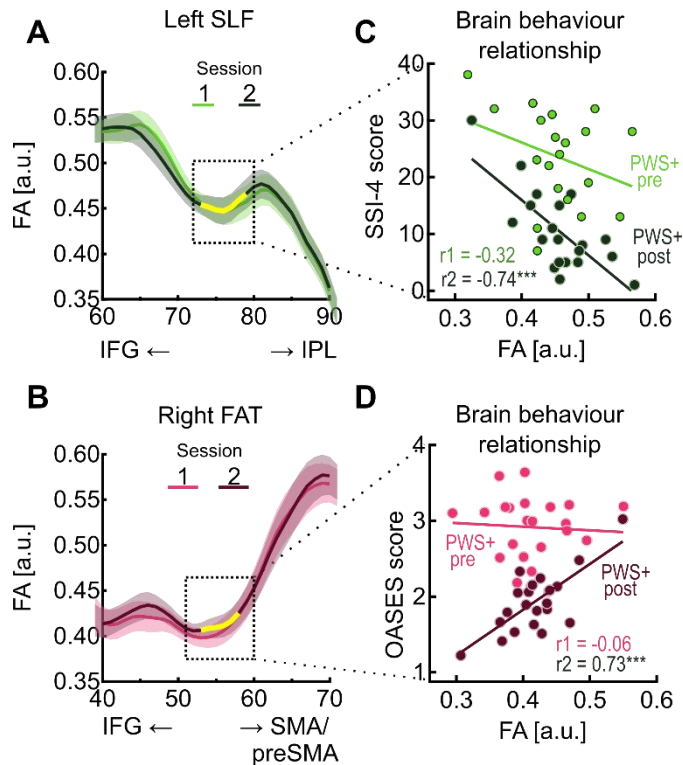 A
Left SLF
Session
1 2
FA [a.u.]
0.60
0.55
0.50
0.45
0.40
0.35
60 70 80 90
IFG ← → IPL
C
Brain behaviour
relationship
SSI-4 score
40
30
20
10
0
PWS+
pre
PWS+
post
r1 = -0.32
r2 = -0.74***
0.3 0.4 0.5 0.6
FA [a.u.]
B
Right FAT
Session
1 2
FA [a.u.]
0.60
0.55
0.50
0.45
0.40
0.35
40 50 60 70
IFG ← → SMA/
preSMA
D
Brain behaviour
relationship
OASES score
4
3
2
1
PWS+
pre
PWS+
post
r1 = -0.06
r2 = 0.73***
0.3 0.4 0.5 0.6
FA [a.u.]